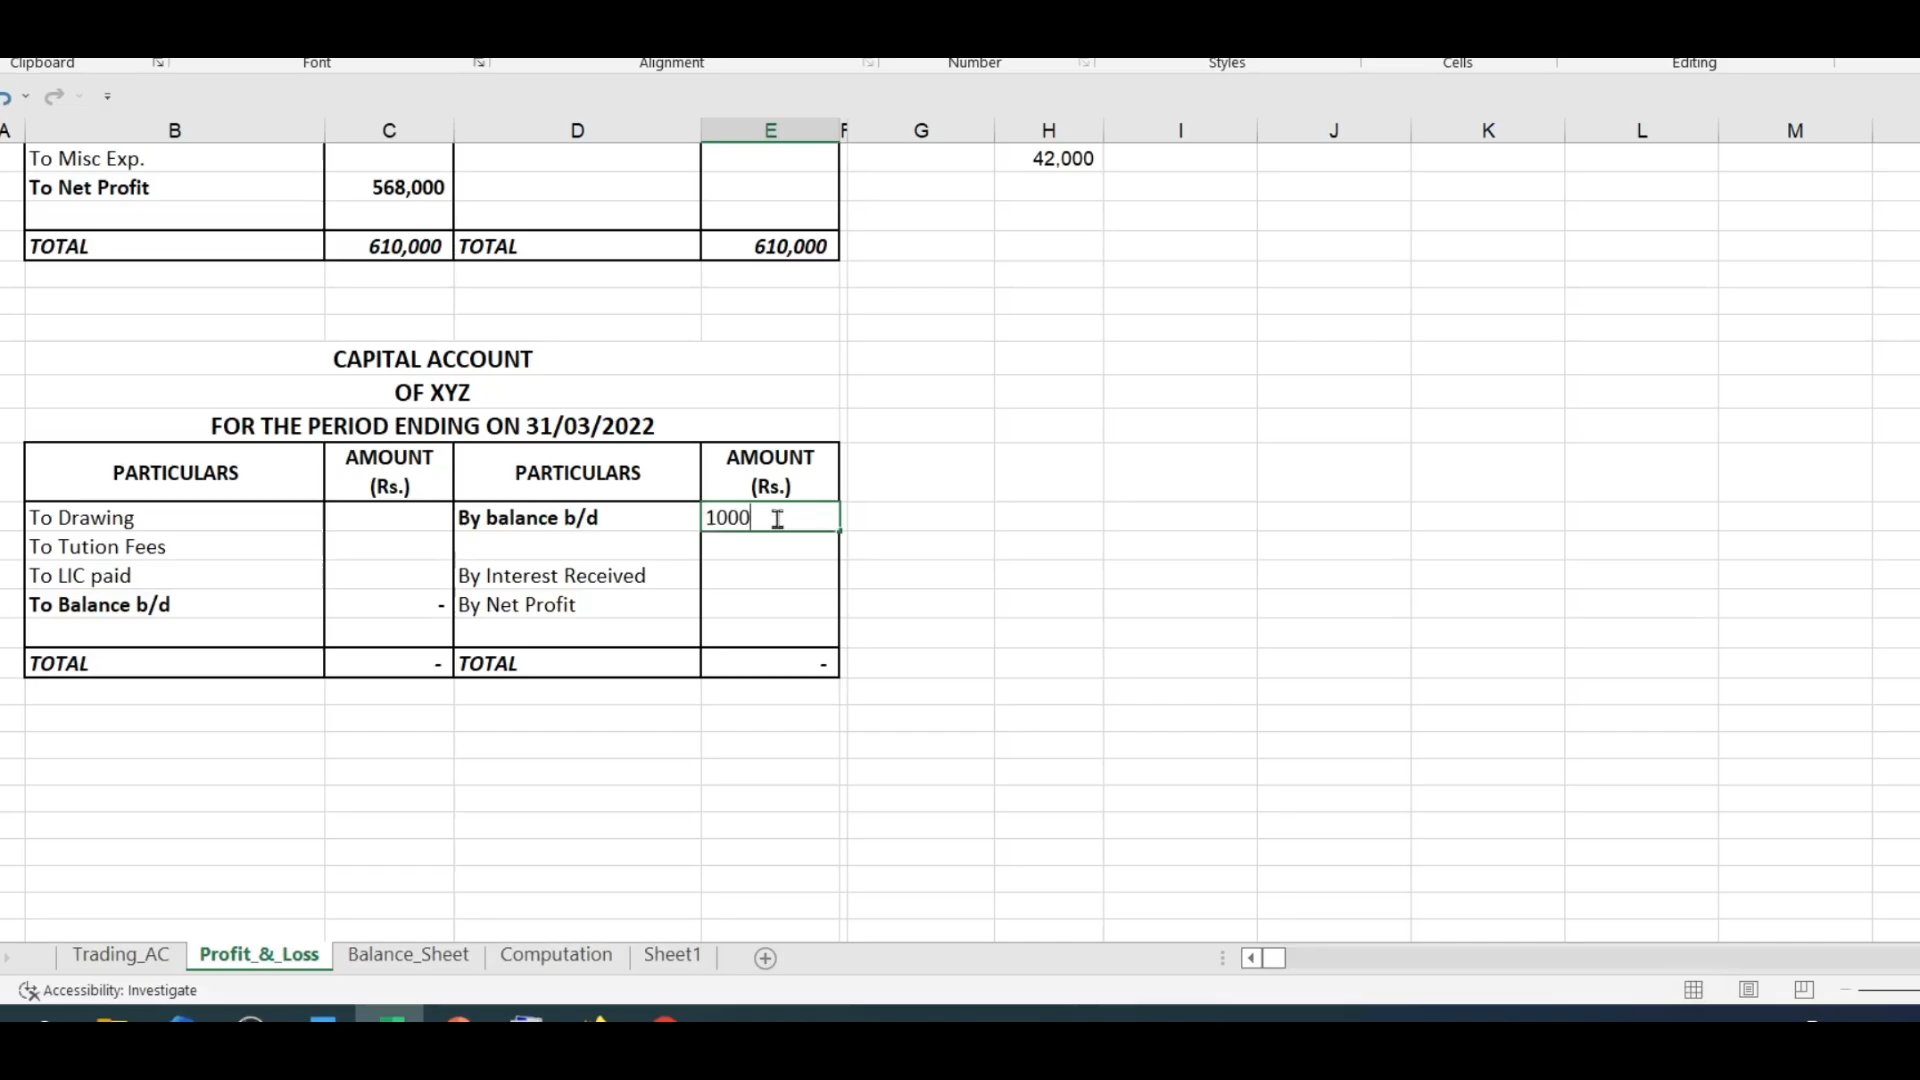 Clipboard Font Alignment Number Styles Cells Editing
A B C D E F G H I J K L M
To Misc Exp. 42,000
To Net Profit 568,000
TOTAL 610,000 TOTAL 610,000
CAPITAL ACCOUNT
OF XYZ
FOR THE PERIOD ENDING ON 31/03/2022
PARTICULARS AMOUNT (Rs.) PARTICULARS AMOUNT (Rs.)
To Drawing By balance b/d 1000
To Tution Fees
To LIC paid By Interest Received
To Balance b/d - By Net Profit
TOTAL - TOTAL -
Trading_AC Profit_&_Loss Balance_Sheet Computation Sheet1
Accessibility: Investigate